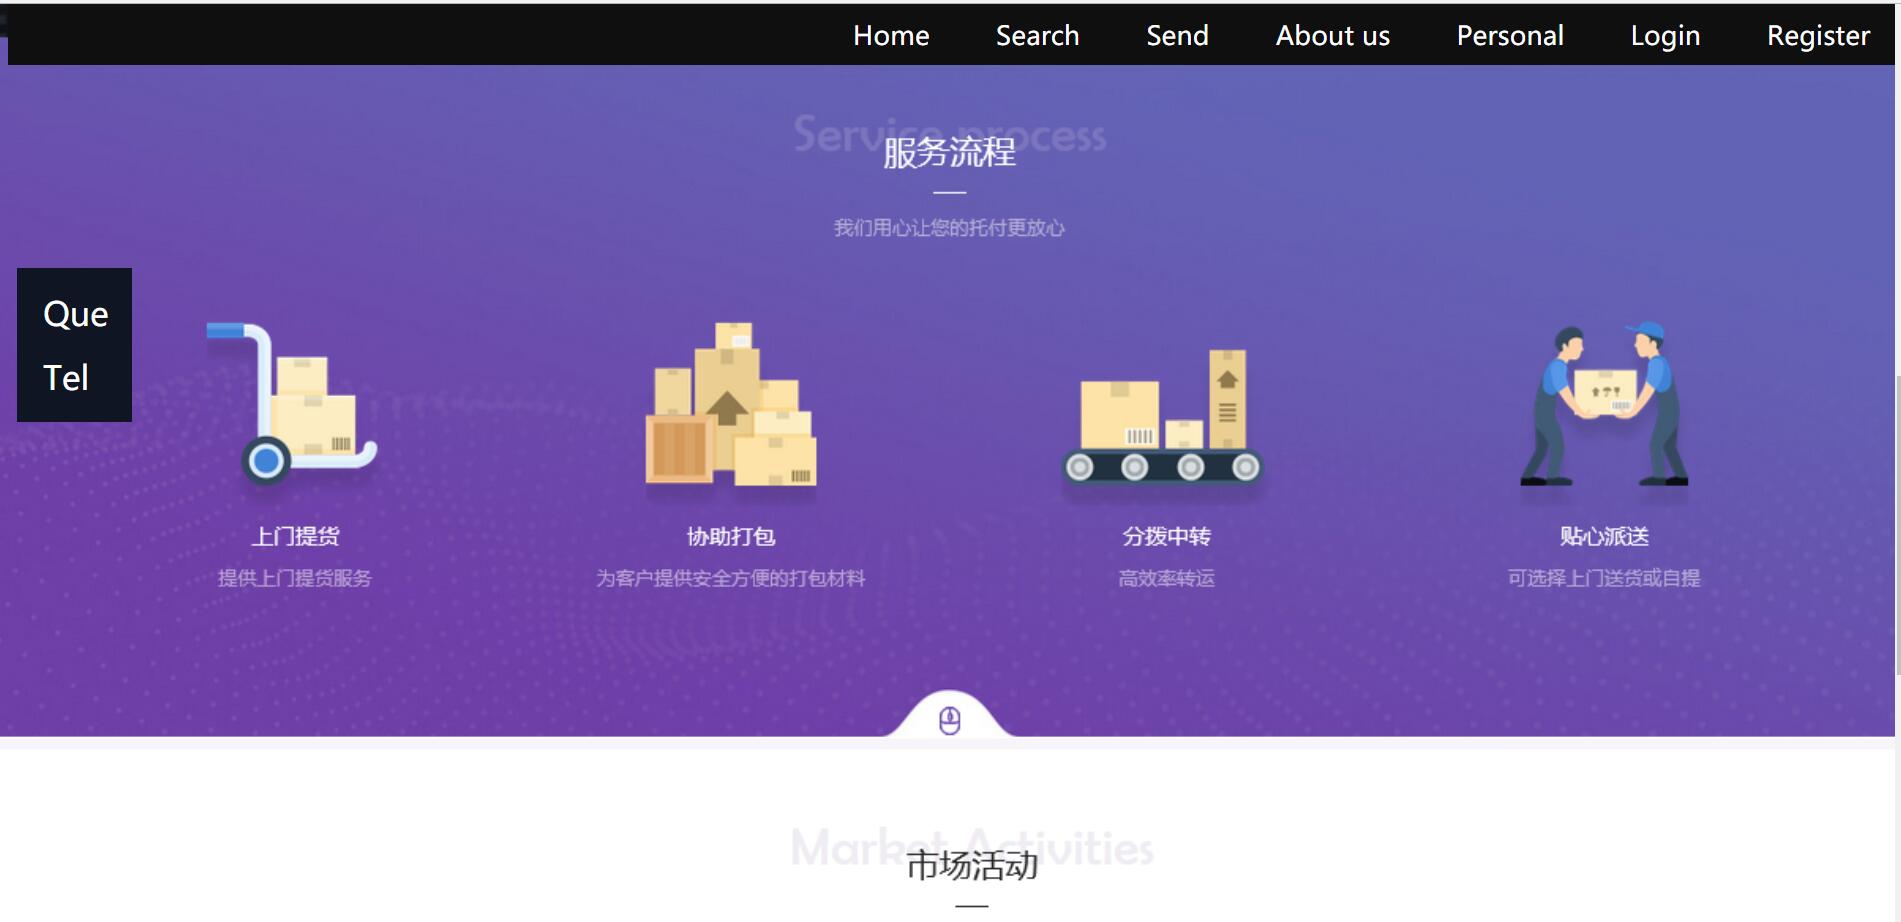 Home Search Send About us Personal Login Register
Service process
服务流程
我们用心让您的托付更放心
Que
Tel
上门提货 协助打包 分拨中转 贴心派送
提供上门提货服务 为客户提供安全方便的打包材料 高效率转运 可选择上门送货或自提
Market Activities
市场活动